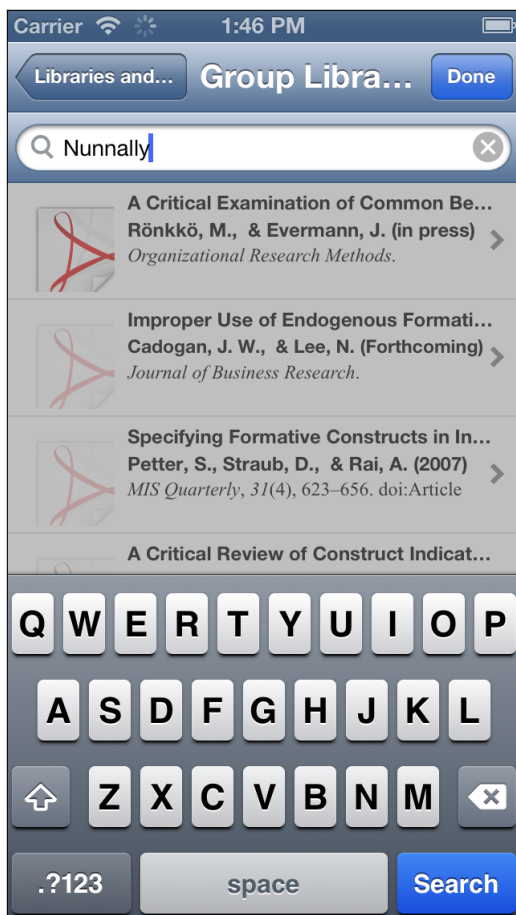 Carrier 1:46 PM
Libraries and... Group Libra... Done
Nunnally
A Critical Examination of Common Be...
Rönkkö, M., & Evermann, J. (in press)
Organizational Research Methods.
Improper Use of Endogenous Formati...
Cadogan, J. W., & Lee, N. (Forthcoming)
Journal of Business Research.
Specifying Formative Constructs in In...
Petter, S., Straub, D., & Rai, A. (2007)
MIS Quarterly, 31(4), 623–656. doi:Article
A Critical Review of Construct Indicat...
Q W E R T Y U I O P
A S D F G H J K L
Z X C V B N M
.?123 space Search